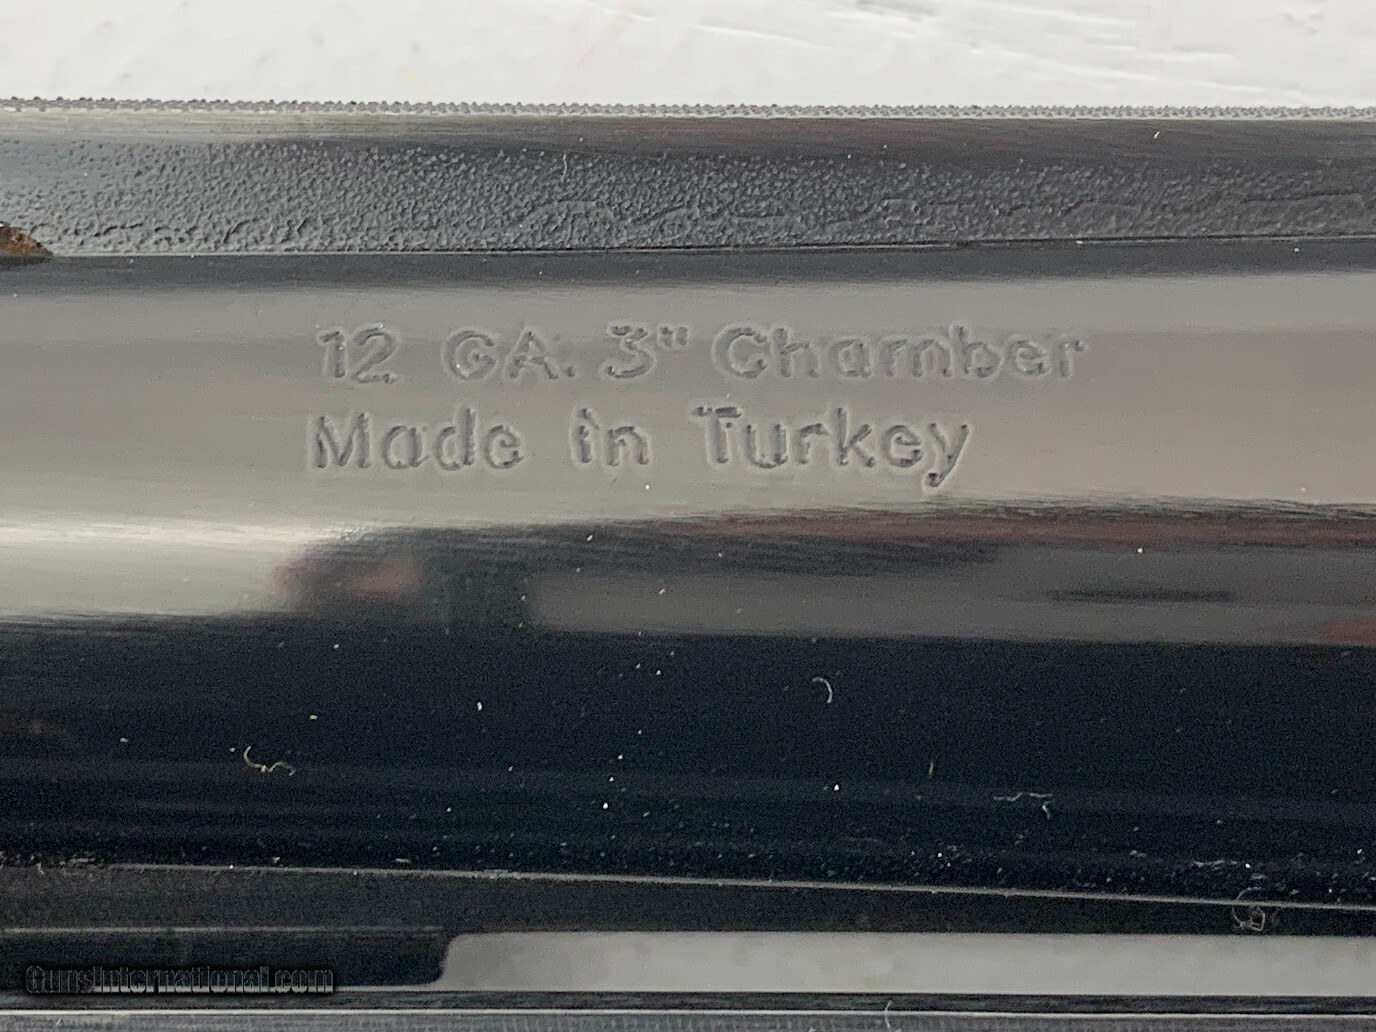 12 GA. 3" Chamber
Made in Turkey
GunsInternational.com